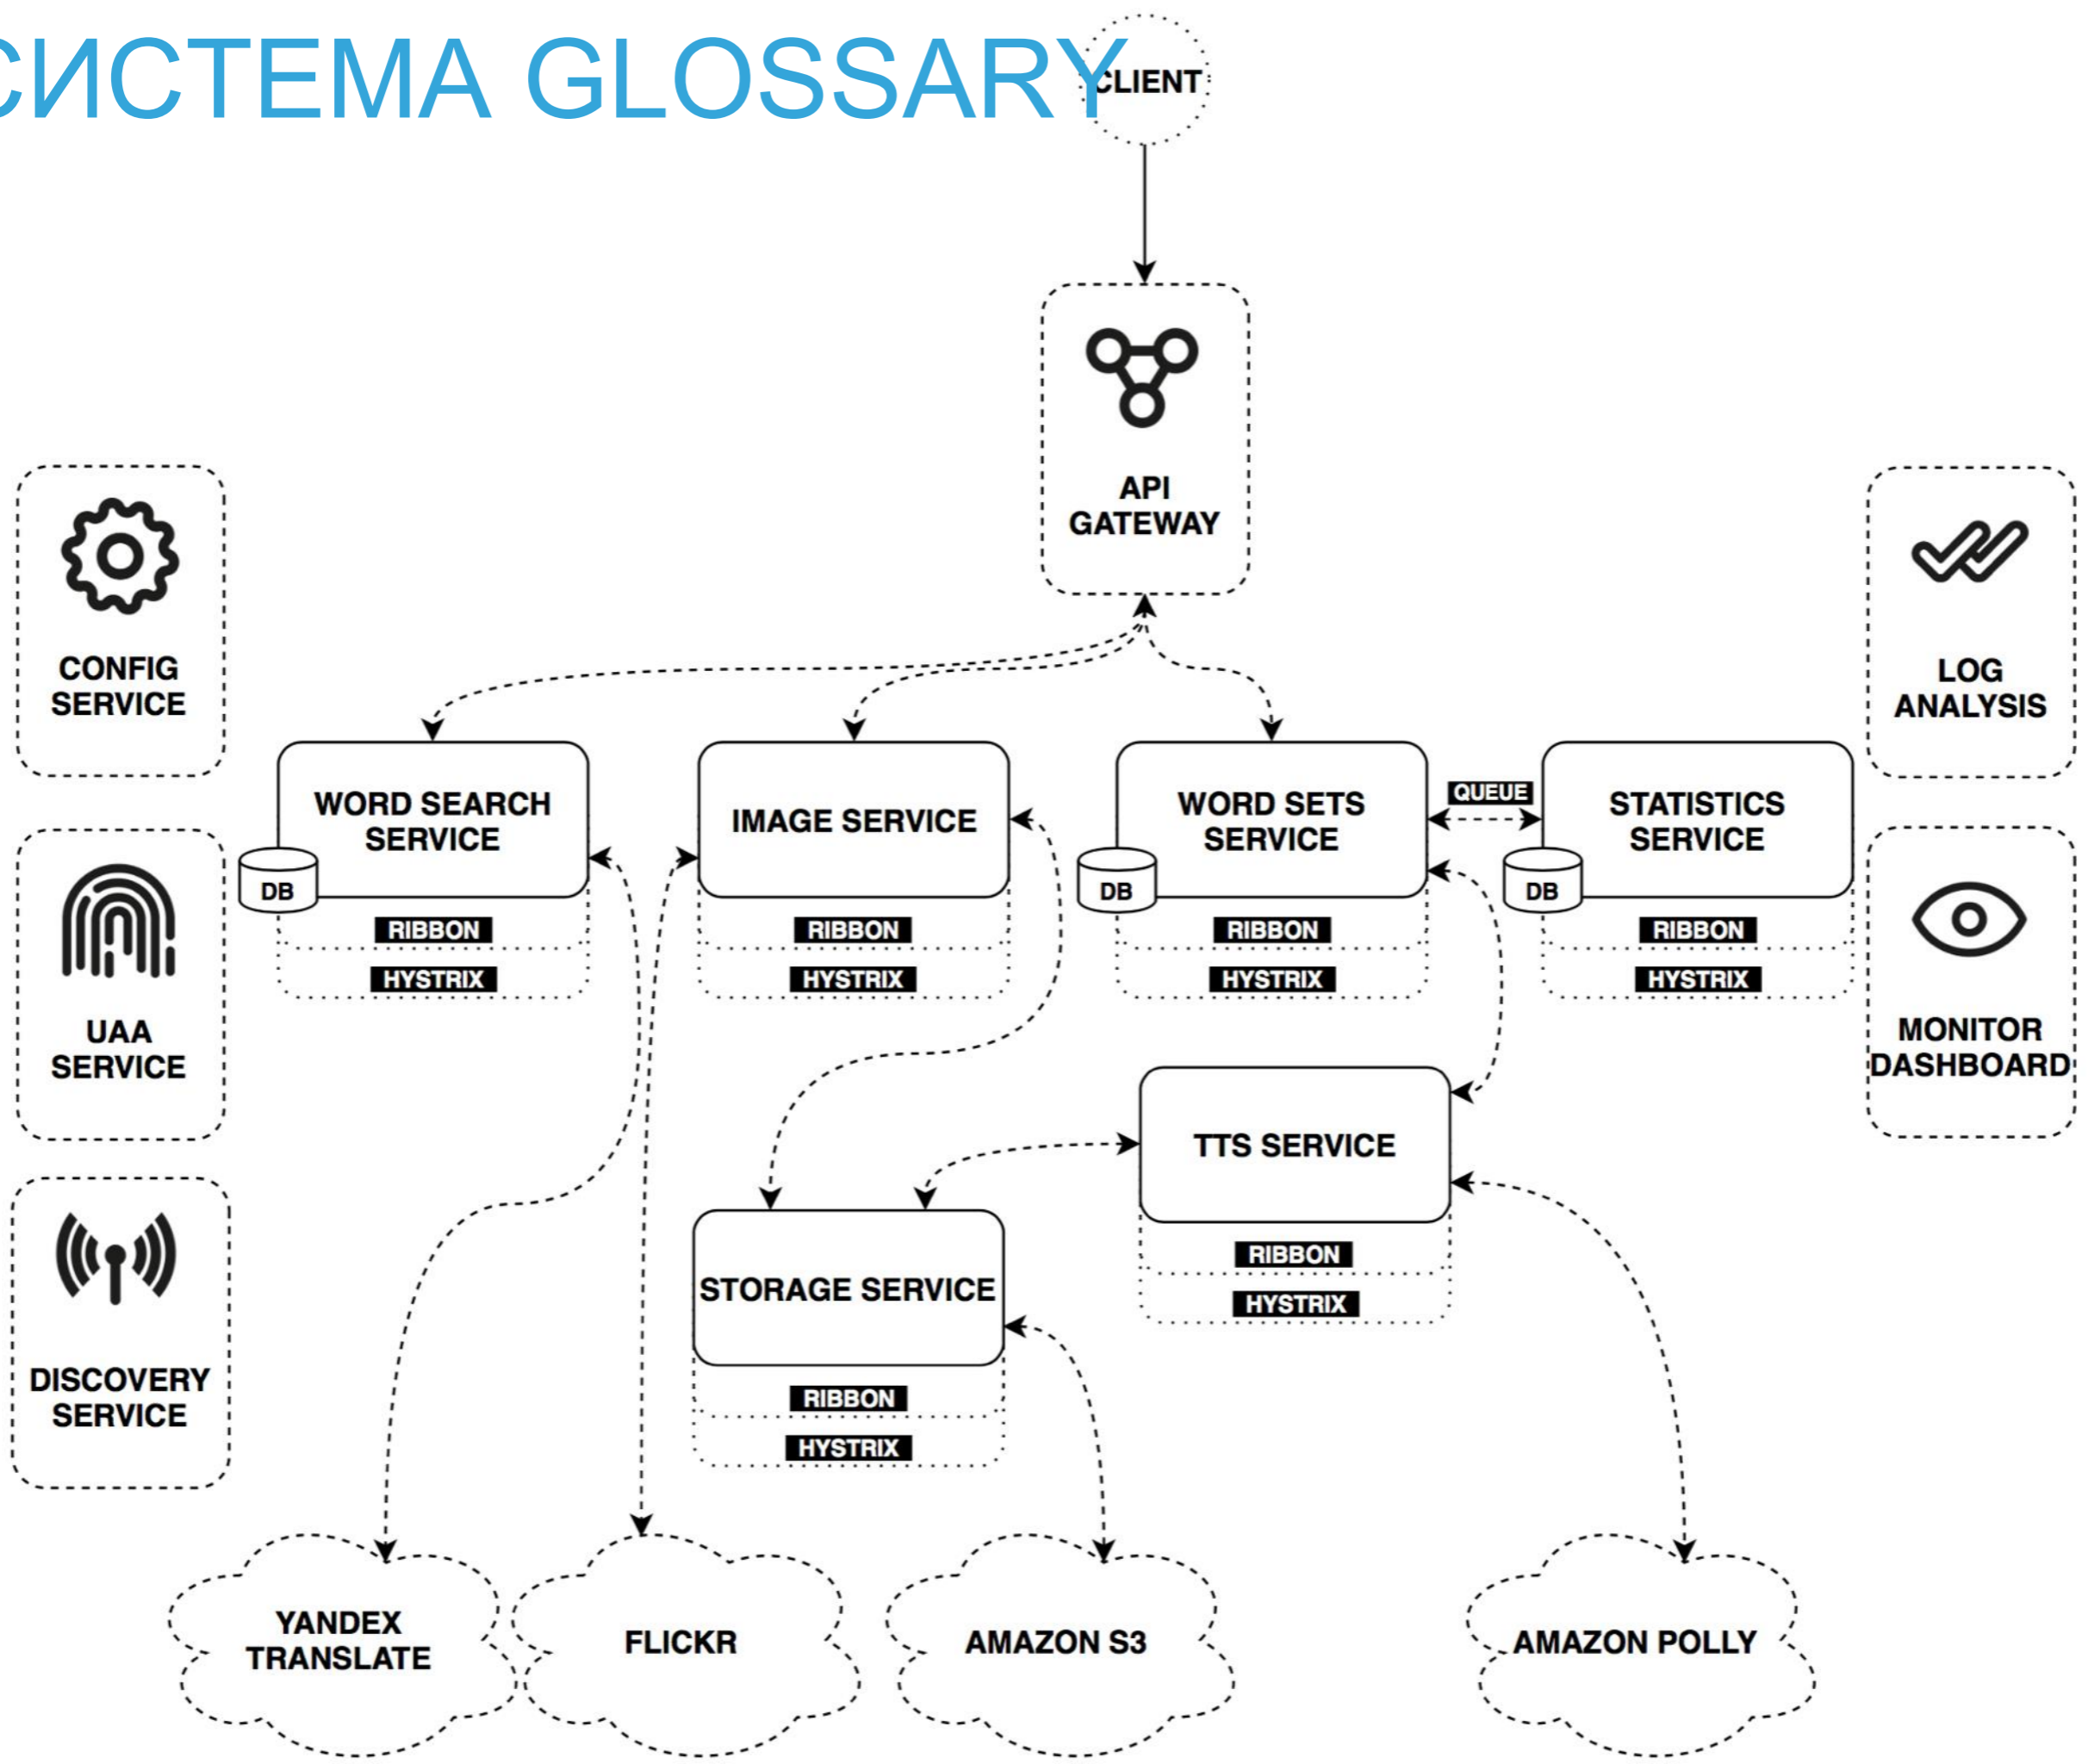 СИСТЕМА GLOSSARY
CLIENT
API
GATEWAY
CONFIG
SERVICE
LOG
ANALYSIS
WORD SEARCH
SERVICE
DB
RIBBON
HYSTRIX
IMAGE SERVICE
RIBBON
HYSTRIX
WORD SETS
SERVICE
DB
RIBBON
HYSTRIX
QUEUE
STATISTICS
SERVICE
DB
RIBBON
HYSTRIX
UAA
SERVICE
MONITOR
DASHBOARD
TTS SERVICE
RIBBON
HYSTRIX
STORAGE SERVICE
RIBBON
HYSTRIX
DISCOVERY
SERVICE
YANDEX
TRANSLATE
FLICKR
AMAZON S3
AMAZON POLLY